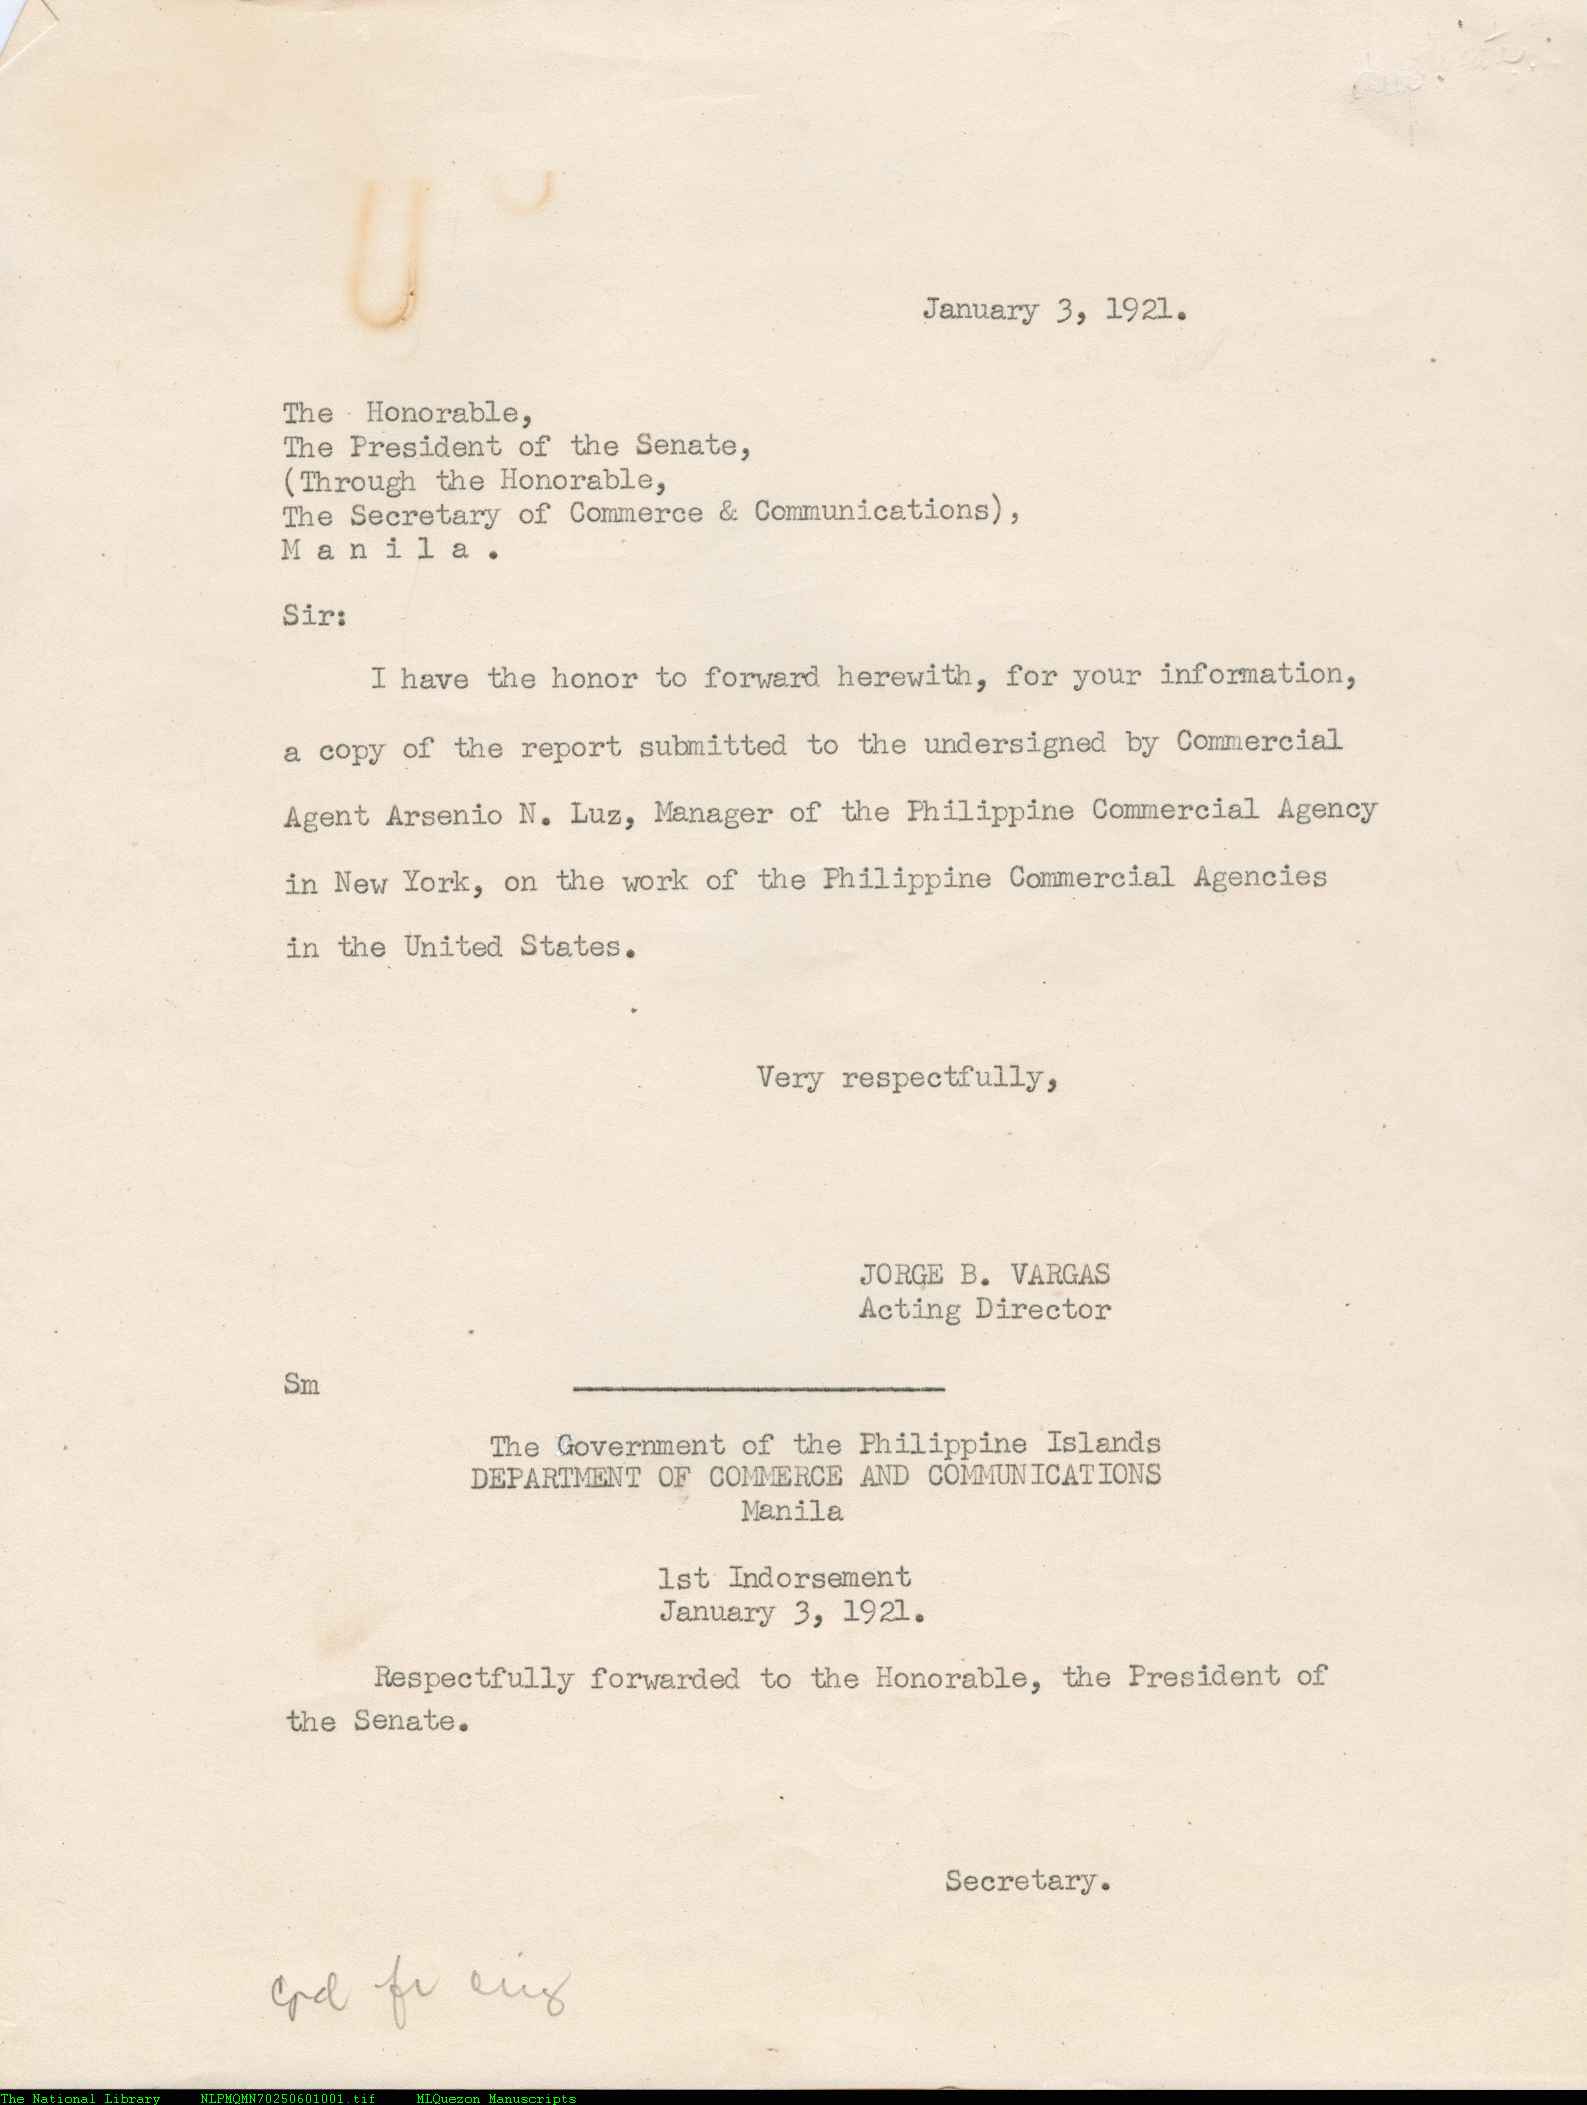 January 3, 1921.
The Honorable,
The President of the Senate,
(Through the Honorable,
The Secretary of Commerce & Communications),
M a n i l a .
Sir:
I have the honor to forward herewith, for your information,
a copy of the report submitted to the undersigned by Commercial
Agent Arsenio N. Luz, Manager of the Philippine Commercial Agency
in New York, on the work of the Philippine Commercial Agencies
in the United States.
Very respectfully,
JORGE B. VARGAS
Acting Director
Sm
The Government of the Philippine Islands
DEPARTMENT OF COMMERCE AND COMMUNICATIONS
Manila
1st Indorsement
January 3, 1921.
Respectfully forwarded to the Honorable, the President of
the Senate.
Secretary.
cpd fr orig
The National Library NLPMQMN70250601001.tif MLQuezon Manuscripts